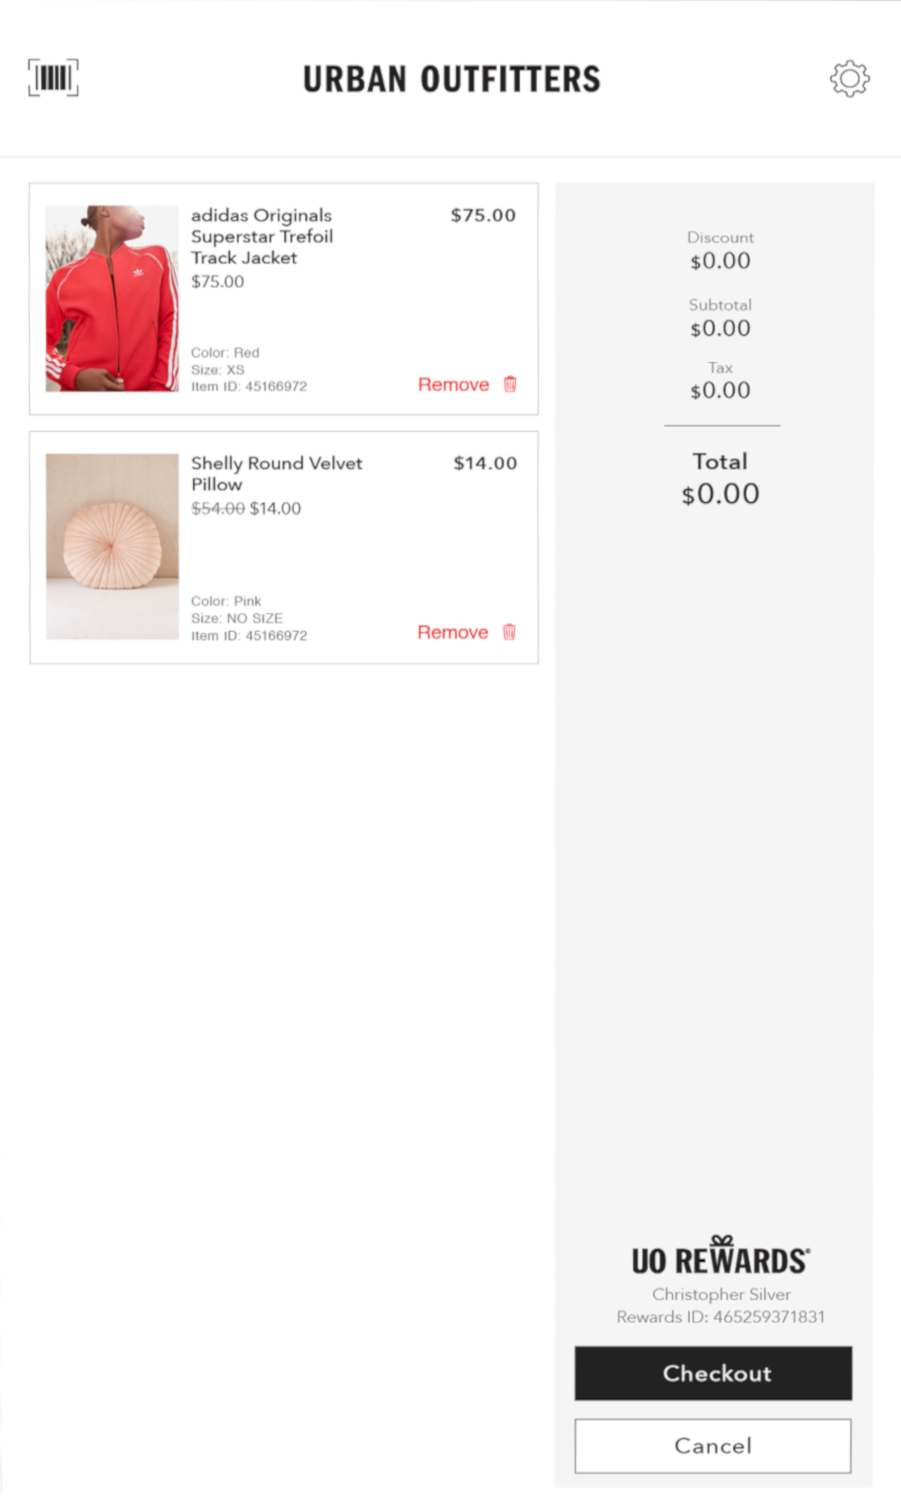 URBAN OUTFITTERS
adidas Originals
Superstar Trefoil
Track Jacket
$75.00
$75.00
Color: Red
Size: XS
Item ID: 45166972
Remove
Shelly Round Velvet
Pillow
$14.00
$54.00 $14.00
Color: Pink
Size: NO SIZE
Item ID: 45166972
Remove
Discount
$0.00
Subtotal
$0.00
Tax
$0.00
Total
$0.00
UO REWARDS®
Christopher Silver
Rewards ID: 465259371831
Checkout
Cancel